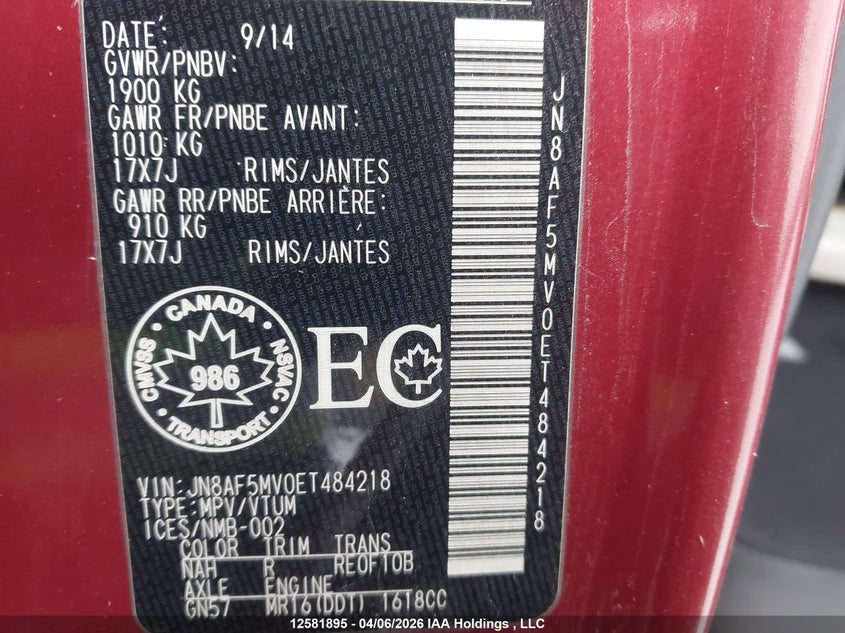 DATE: 9/14
GVWR/PNBV:
1900 KG
GAWR FR/PNBE AVANT:
1010 KG
17X7J RIMS/JANTES
GAWR RR/PNBE ARRIÈRE:
910 KG
17X7J RIMS/JANTES
CANADA
CMVSS NSVAC
986
TRANSPORT
EC
VIN:JN8AF5MV0ET484218
TYPE:MPV/VTUM
ICES/NMB-002
COLOR TRIM TRANS
NAH R RE0F10B
AXLE ENGINE
GN57 MR16(DDT) 1618CC
JN8AF5MV0ET484218
12581895 - 04/06/2026 IAA Holdings , LLC